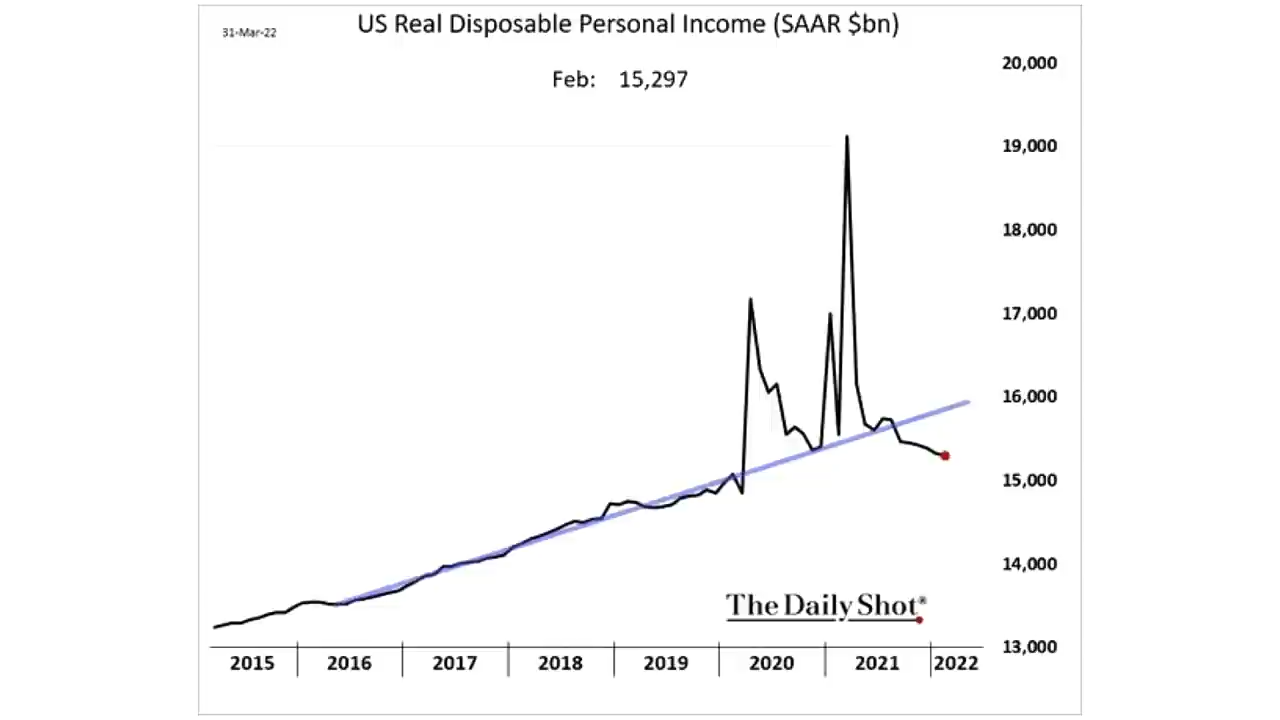 US Real Disposable Personal Income (SAAR $bn)
31-Mar-22
Feb: 15,297
20,000
19,000
18,000
17,000
16,000
15,000
14,000
13,000
The Daily Shot®
2015 2016 2017 2018 2019 2020 2021 2022